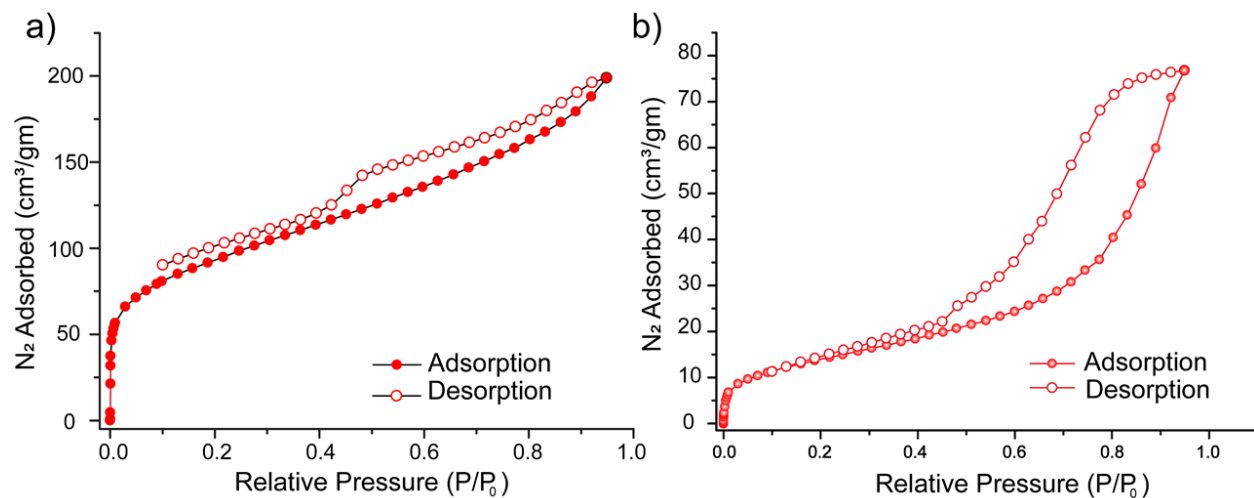 a)
N₂ Adsorbed (cm³/gm)
200
150
100
50
0
0.0 0.2 0.4 0.6 0.8 1.0
Relative Pressure (P/P₀)
Adsorption
Desorption
b)
N₂ Adsorbed (cm³/gm)
80
70
60
50
40
30
20
10
0
0.0 0.2 0.4 0.6 0.8 1.0
Relative Pressure (P/P₀)
Adsorption
Desorption